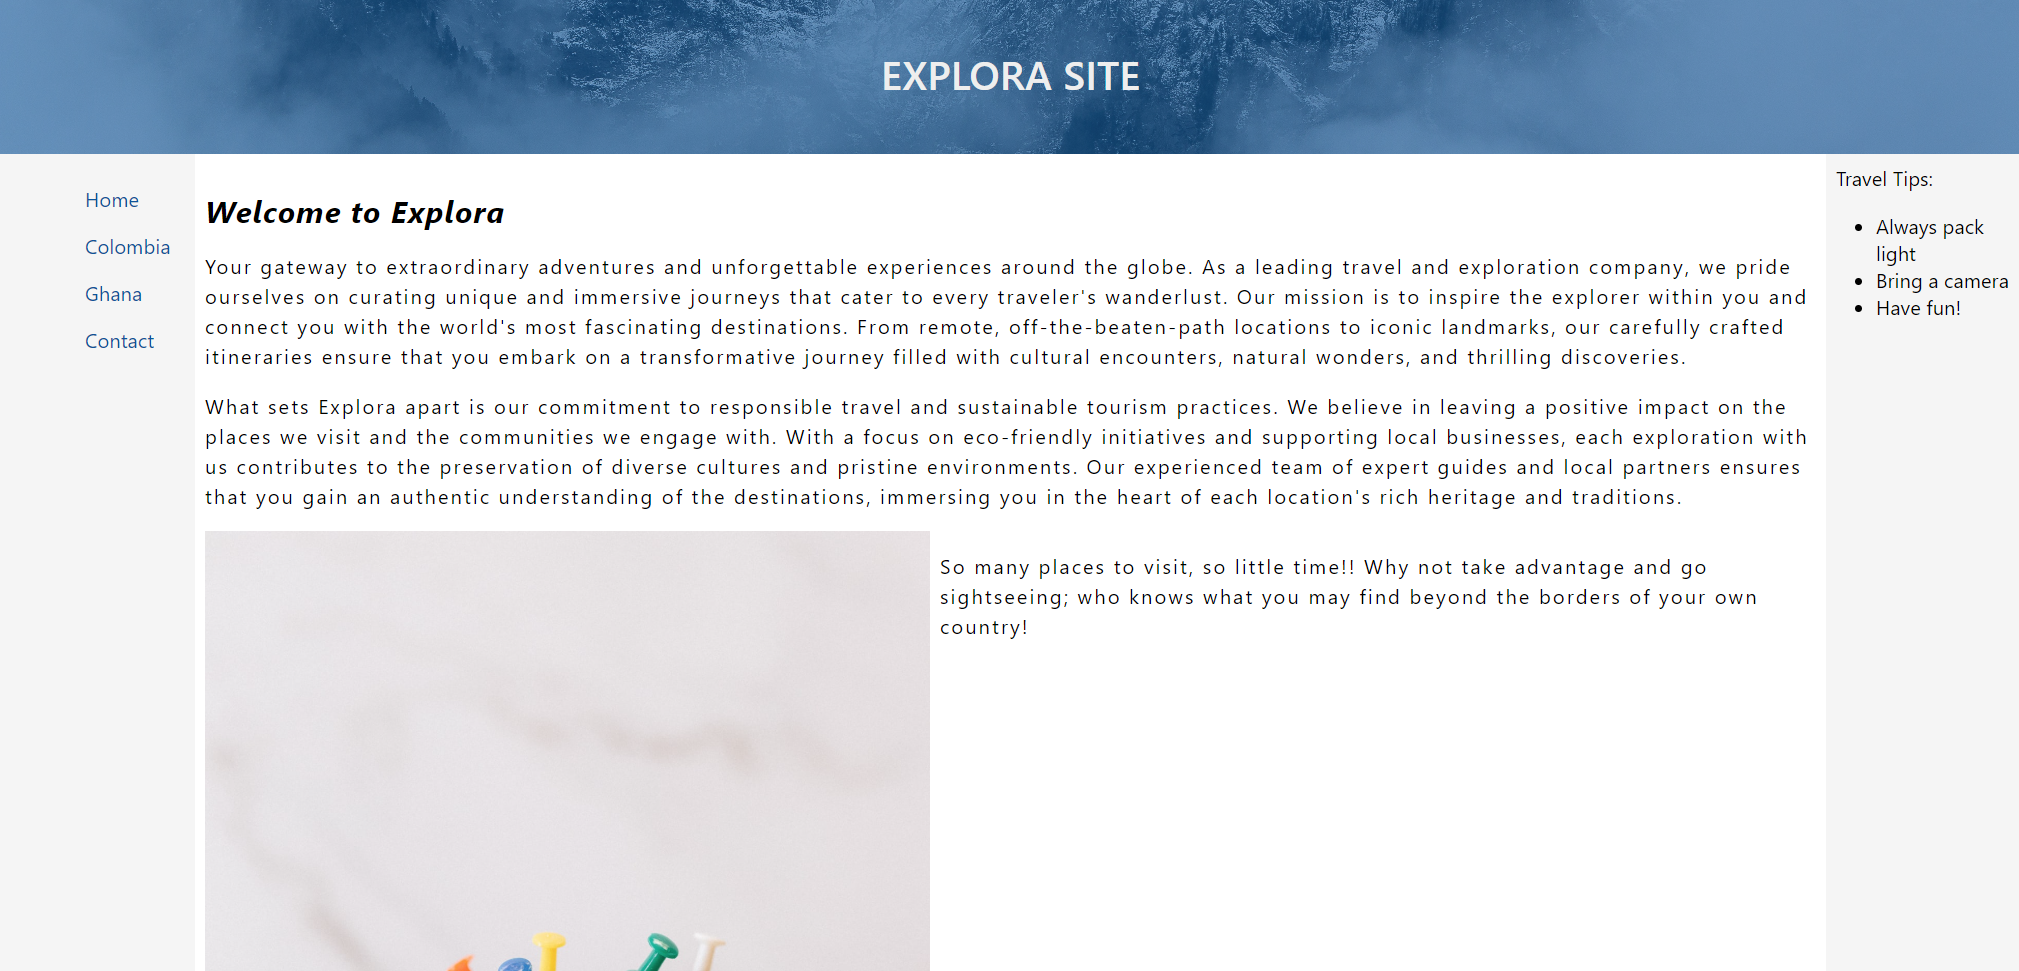 EXPLORA SITE
Home
Colombia
Ghana
Contact
Welcome to Explora
Your gateway to extraordinary adventures and unforgettable experiences around the globe. As a leading travel and exploration company, we pride
ourselves on curating unique and immersive journeys that cater to every traveler's wanderlust. Our mission is to inspire the explorer within you and
connect you with the world's most fascinating destinations. From remote, off-the-beaten-path locations to iconic landmarks, our carefully crafted
itineraries ensure that you embark on a transformative journey filled with cultural encounters, natural wonders, and thrilling discoveries.
What sets Explora apart is our commitment to responsible travel and sustainable tourism practices. We believe in leaving a positive impact on the
places we visit and the communities we engage with. With a focus on eco-friendly initiatives and supporting local businesses, each exploration with
us contributes to the preservation of diverse cultures and pristine environments. Our experienced team of expert guides and local partners ensures
that you gain an authentic understanding of the destinations, immersing you in the heart of each location's rich heritage and traditions.
So many places to visit, so little time!! Why not take advantage and go
sightseeing; who knows what you may find beyond the borders of your own
country!
Travel Tips:
• Always pack
light
• Bring a camera
• Have fun!